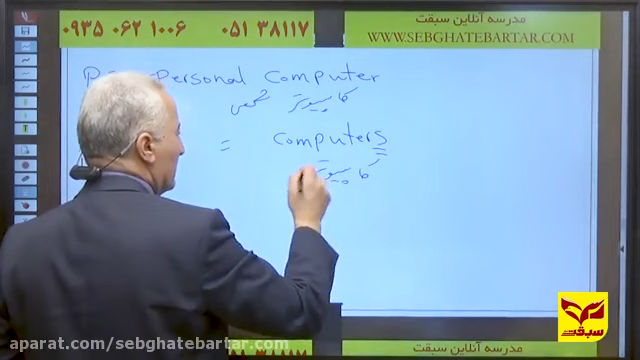 ۰۹۳۵ ۰۶۲ ۱۰۰۶ ۰۵۱ ۳۸۱۱۷
مدرسه آنلاین سبقت
WWW.SEBGHATEBARTAR.COM
Personal Computer
کامپیوتر شخصی
= Computers
مدرسه آنلاین سبقت
سبقت
aparat.com/sebghatebartar.com